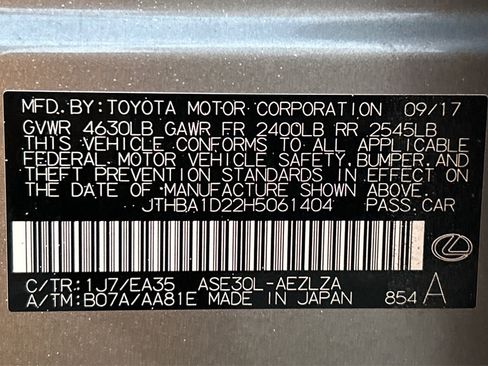 MFD. BY: TOYOTA MOTOR CORPORATION 09/17
GVWR 4630LB GAWR FR 2400LB RR 2545LB
THIS VEHICLE CONFORMS TO ALL APPLICABLE
FEDERAL MOTOR VEHICLE SAFETY, BUMPER, AND
THEFT PREVENTION STANDARDS IN EFFECT ON
THE DATE OF MANUFACTURE SHOWN ABOVE.
JTHBA1D22H5061404 PASS. CAR
C/TR: 1J7/EA35 ASE30L-AEZLZA
A/TM: B07A/AA81E MADE IN JAPAN 854 A